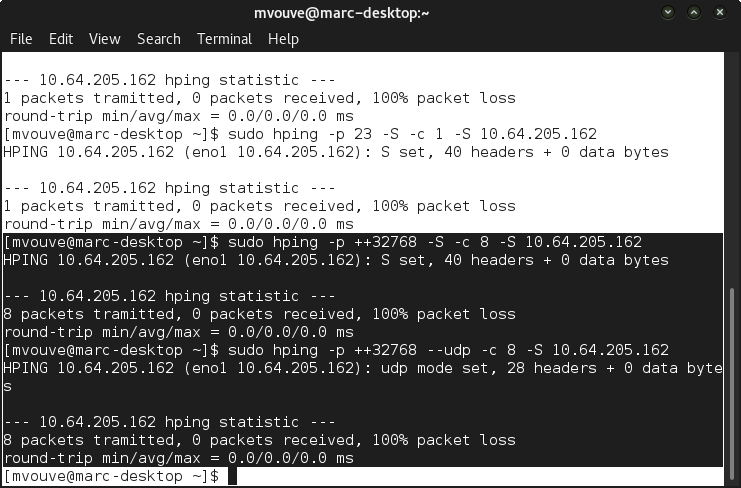 mvouve@marc-desktop:~
File Edit View Search Terminal Help
--- 10.64.205.162 hping statistic ---
1 packets tramitted, 0 packets received, 100% packet loss
round-trip min/avg/max = 0.0/0.0/0.0 ms
[mvouve@marc-desktop ~]$ sudo hping -p 23 -S -c 1 -S 10.64.205.162
HPING 10.64.205.162 (eno1 10.64.205.162): S set, 40 headers + 0 data bytes
--- 10.64.205.162 hping statistic ---
1 packets tramitted, 0 packets received, 100% packet loss
round-trip min/avg/max = 0.0/0.0/0.0 ms
[mvouve@marc-desktop ~]$ sudo hping -p ++32768 -S -c 8 -S 10.64.205.162
HPING 10.64.205.162 (eno1 10.64.205.162): S set, 40 headers + 0 data bytes
--- 10.64.205.162 hping statistic ---
8 packets tramitted, 0 packets received, 100% packet loss
round-trip min/avg/max = 0.0/0.0/0.0 ms
[mvouve@marc-desktop ~]$ sudo hping -p ++32768 --udp -c 8 -S 10.64.205.162
HPING 10.64.205.162 (eno1 10.64.205.162): udp mode set, 28 headers + 0 data byte
s
--- 10.64.205.162 hping statistic ---
8 packets tramitted, 0 packets received, 100% packet loss
round-trip min/avg/max = 0.0/0.0/0.0 ms
[mvouve@marc-desktop ~]$